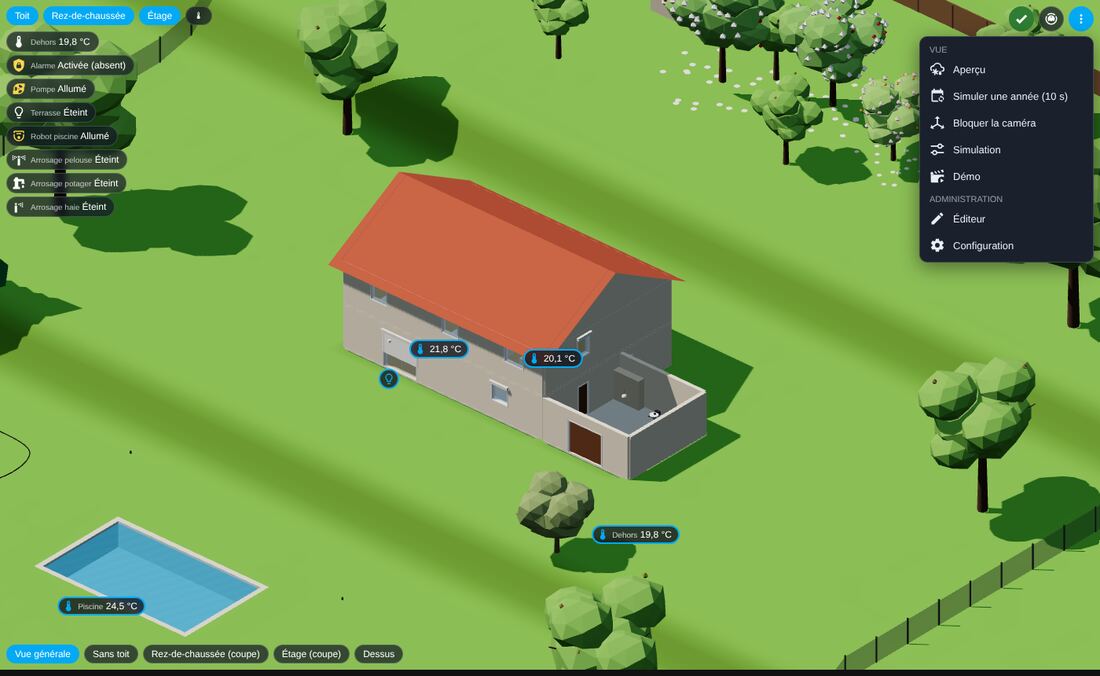 Toit
Rez-de-chaussée
Étage
Dehors 19,8 °C
Alarme Activée (absent)
Pompe Allumé
Terrasse Éteint
Robot piscine Allumé
Arrosage pelouse Éteint
Arrosage potager Éteint
Arrosage haie Éteint
VUE
Aperçu
Simuler une année (10 s)
Bloquer la caméra
Simulation
Démo
ADMINISTRATION
Éditeur
Configuration
21,8 °C
20,1 °C
Dehors 19,8 °C
Piscine 24,5 °C
Vue générale
Sans toit
Rez-de-chaussée (coupe)
Étage (coupe)
Dessus